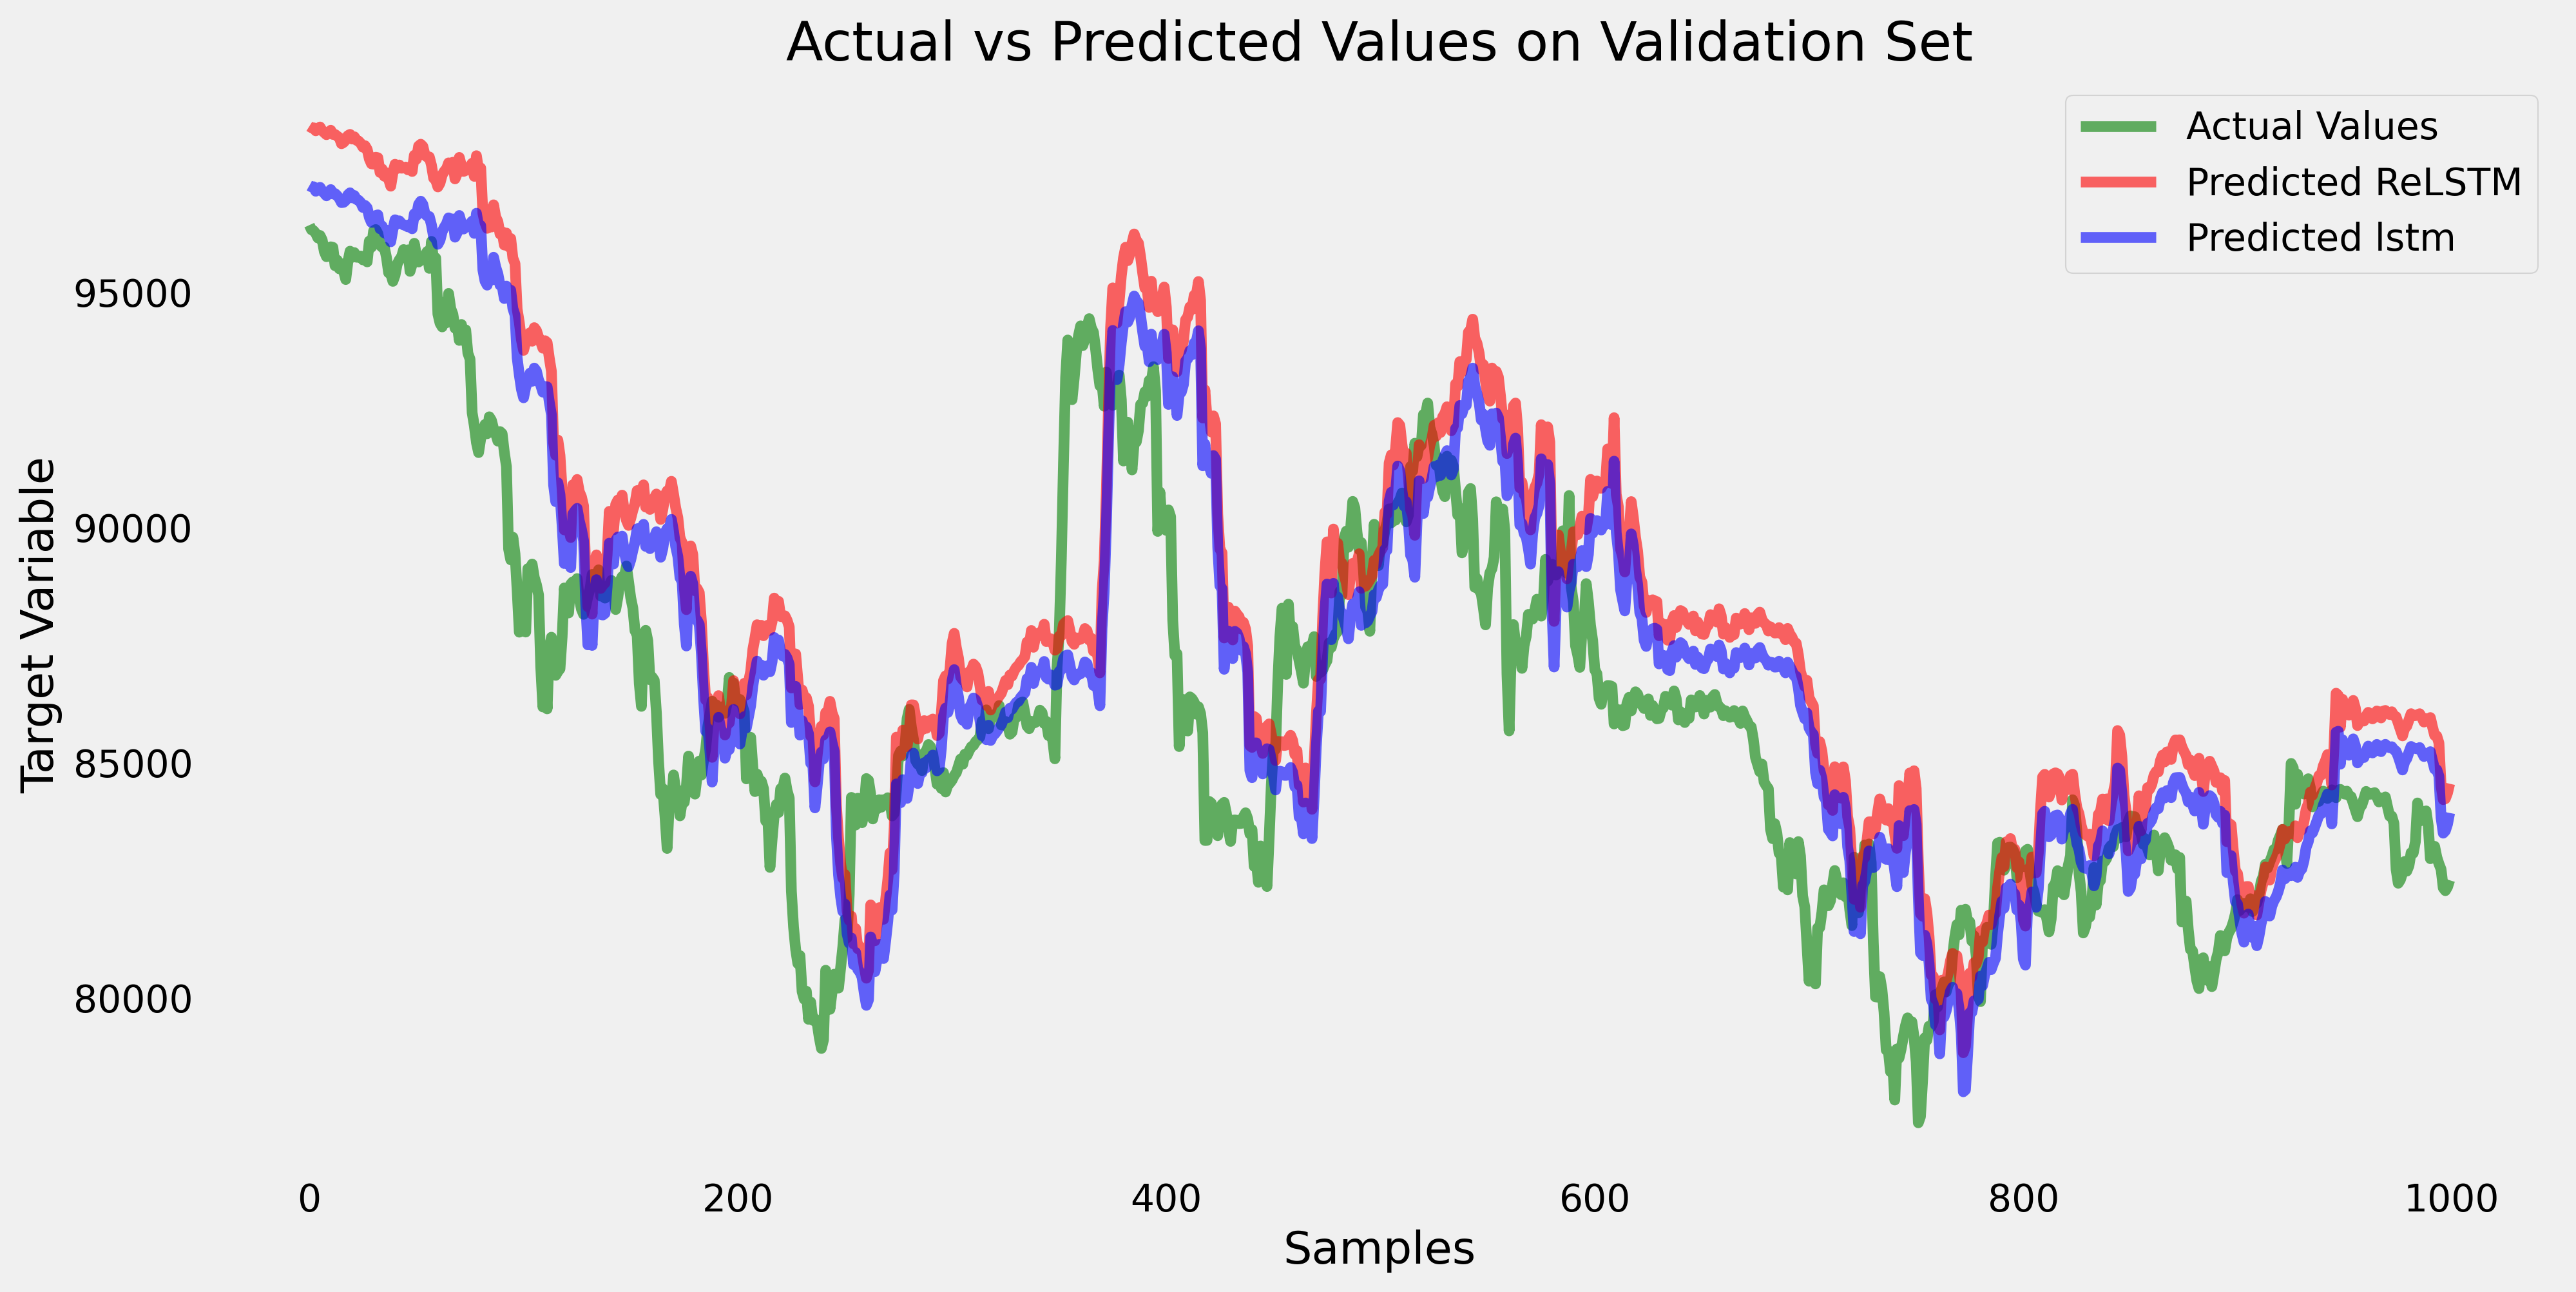 Actual vs Predicted Values on Validation Set
Actual Values
Predicted ReLSTM
Predicted lstm
Target Variable
95000
90000
85000
80000
0 200 400 600 800 1000
Samples